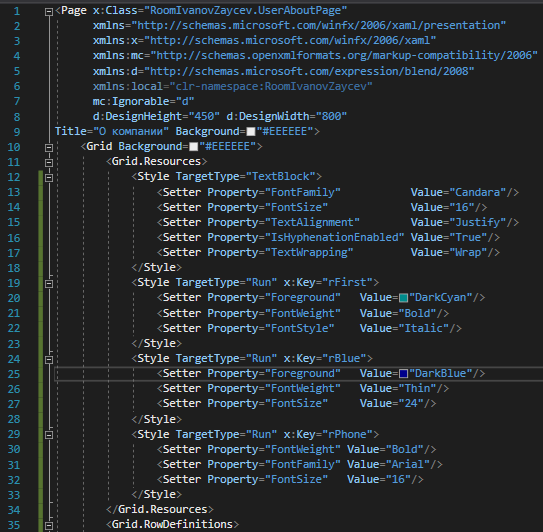 1 <Page x:Class="RoomIvanovZaycev.UserAboutPage"
2 xmlns="http://schemas.microsoft.com/winfx/2006/xaml/presentation"
3 xmlns:x="http://schemas.microsoft.com/winfx/2006/xaml"
4 xmlns:mc="http://schemas.openxmlformats.org/markup-compatibility/2006"
5 xmlns:d="http://schemas.microsoft.com/expression/blend/2008"
6 xmlns:local="clr-namespace:RoomIvanovZaycev"
7 mc:Ignorable="d"
8 d:DesignHeight="450" d:DesignWidth="800"
9 Title="О компании" Background="#EEEEEE">
10 <Grid Background="#EEEEEE">
11 <Grid.Resources>
12 <Style TargetType="TextBlock">
13 <Setter Property="FontFamily" Value="Candara"/>
14 <Setter Property="FontSize" Value="16"/>
15 <Setter Property="TextAlignment" Value="Justify"/>
16 <Setter Property="IsHyphenationEnabled" Value="True"/>
17 <Setter Property="TextWrapping" Value="Wrap"/>
18 </Style>
19 <Style TargetType="Run" x:Key="rFirst">
20 <Setter Property="Foreground" Value="DarkCyan"/>
21 <Setter Property="FontWeight" Value="Bold"/>
22 <Setter Property="FontStyle" Value="Italic"/>
23 </Style>
24 <Style TargetType="Run" x:Key="rBlue">
25 <Setter Property="Foreground" Value="DarkBlue"/>
26 <Setter Property="FontWeight" Value="Thin"/>
27 <Setter Property="FontSize" Value="24"/>
28 </Style>
29 <Style TargetType="Run" x:Key="rPhone">
30 <Setter Property="FontWeight" Value="Bold"/>
31 <Setter Property="FontFamily" Value="Arial"/>
32 <Setter Property="FontSize" Value="16"/>
33 </Style>
34 </Grid.Resources>
35 <Grid.RowDefinitions>